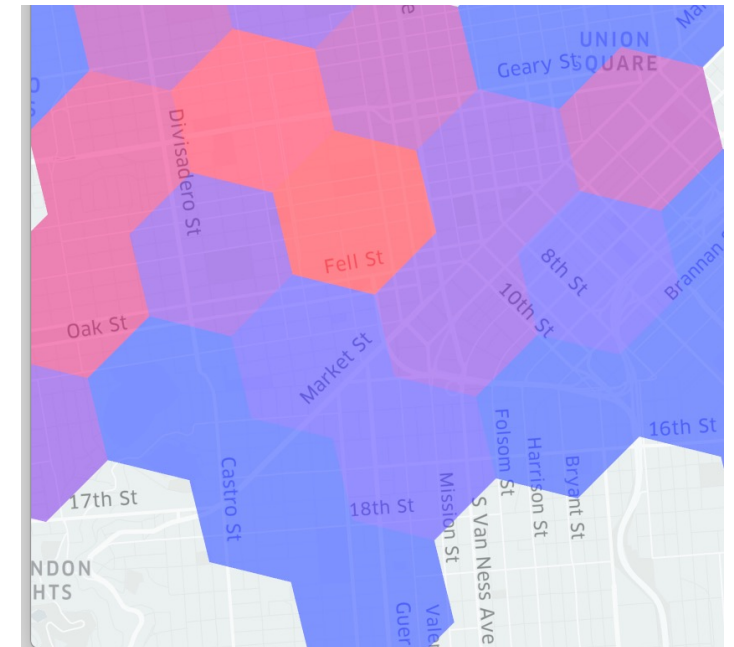 UNION
SQUARE
Geary St
Divisadero St
Fell St
8th St
Brannan
10th St
Oak St
Market St
16th St
Folsom St
Harrison St
Bryant St
Castro St
Mission St
17th St
18th St
S Van Ness Ave
NDON
HTS
Guer
Vale